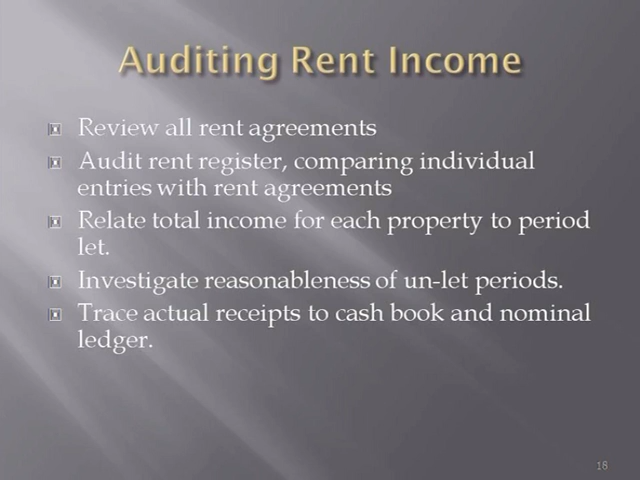 Auditing Rent Income
Review all rent agreements
Audit rent register, comparing individual
entries with rent agreements
Relate total income for each property to period
let.
Investigate reasonableness of un-let periods.
Trace actual receipts to cash book and nominal
ledger.
18